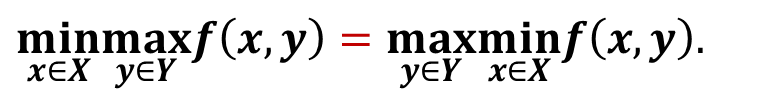 min max f(x, y) = max min f(x, y).
x∈X y∈Y y∈Y x∈X